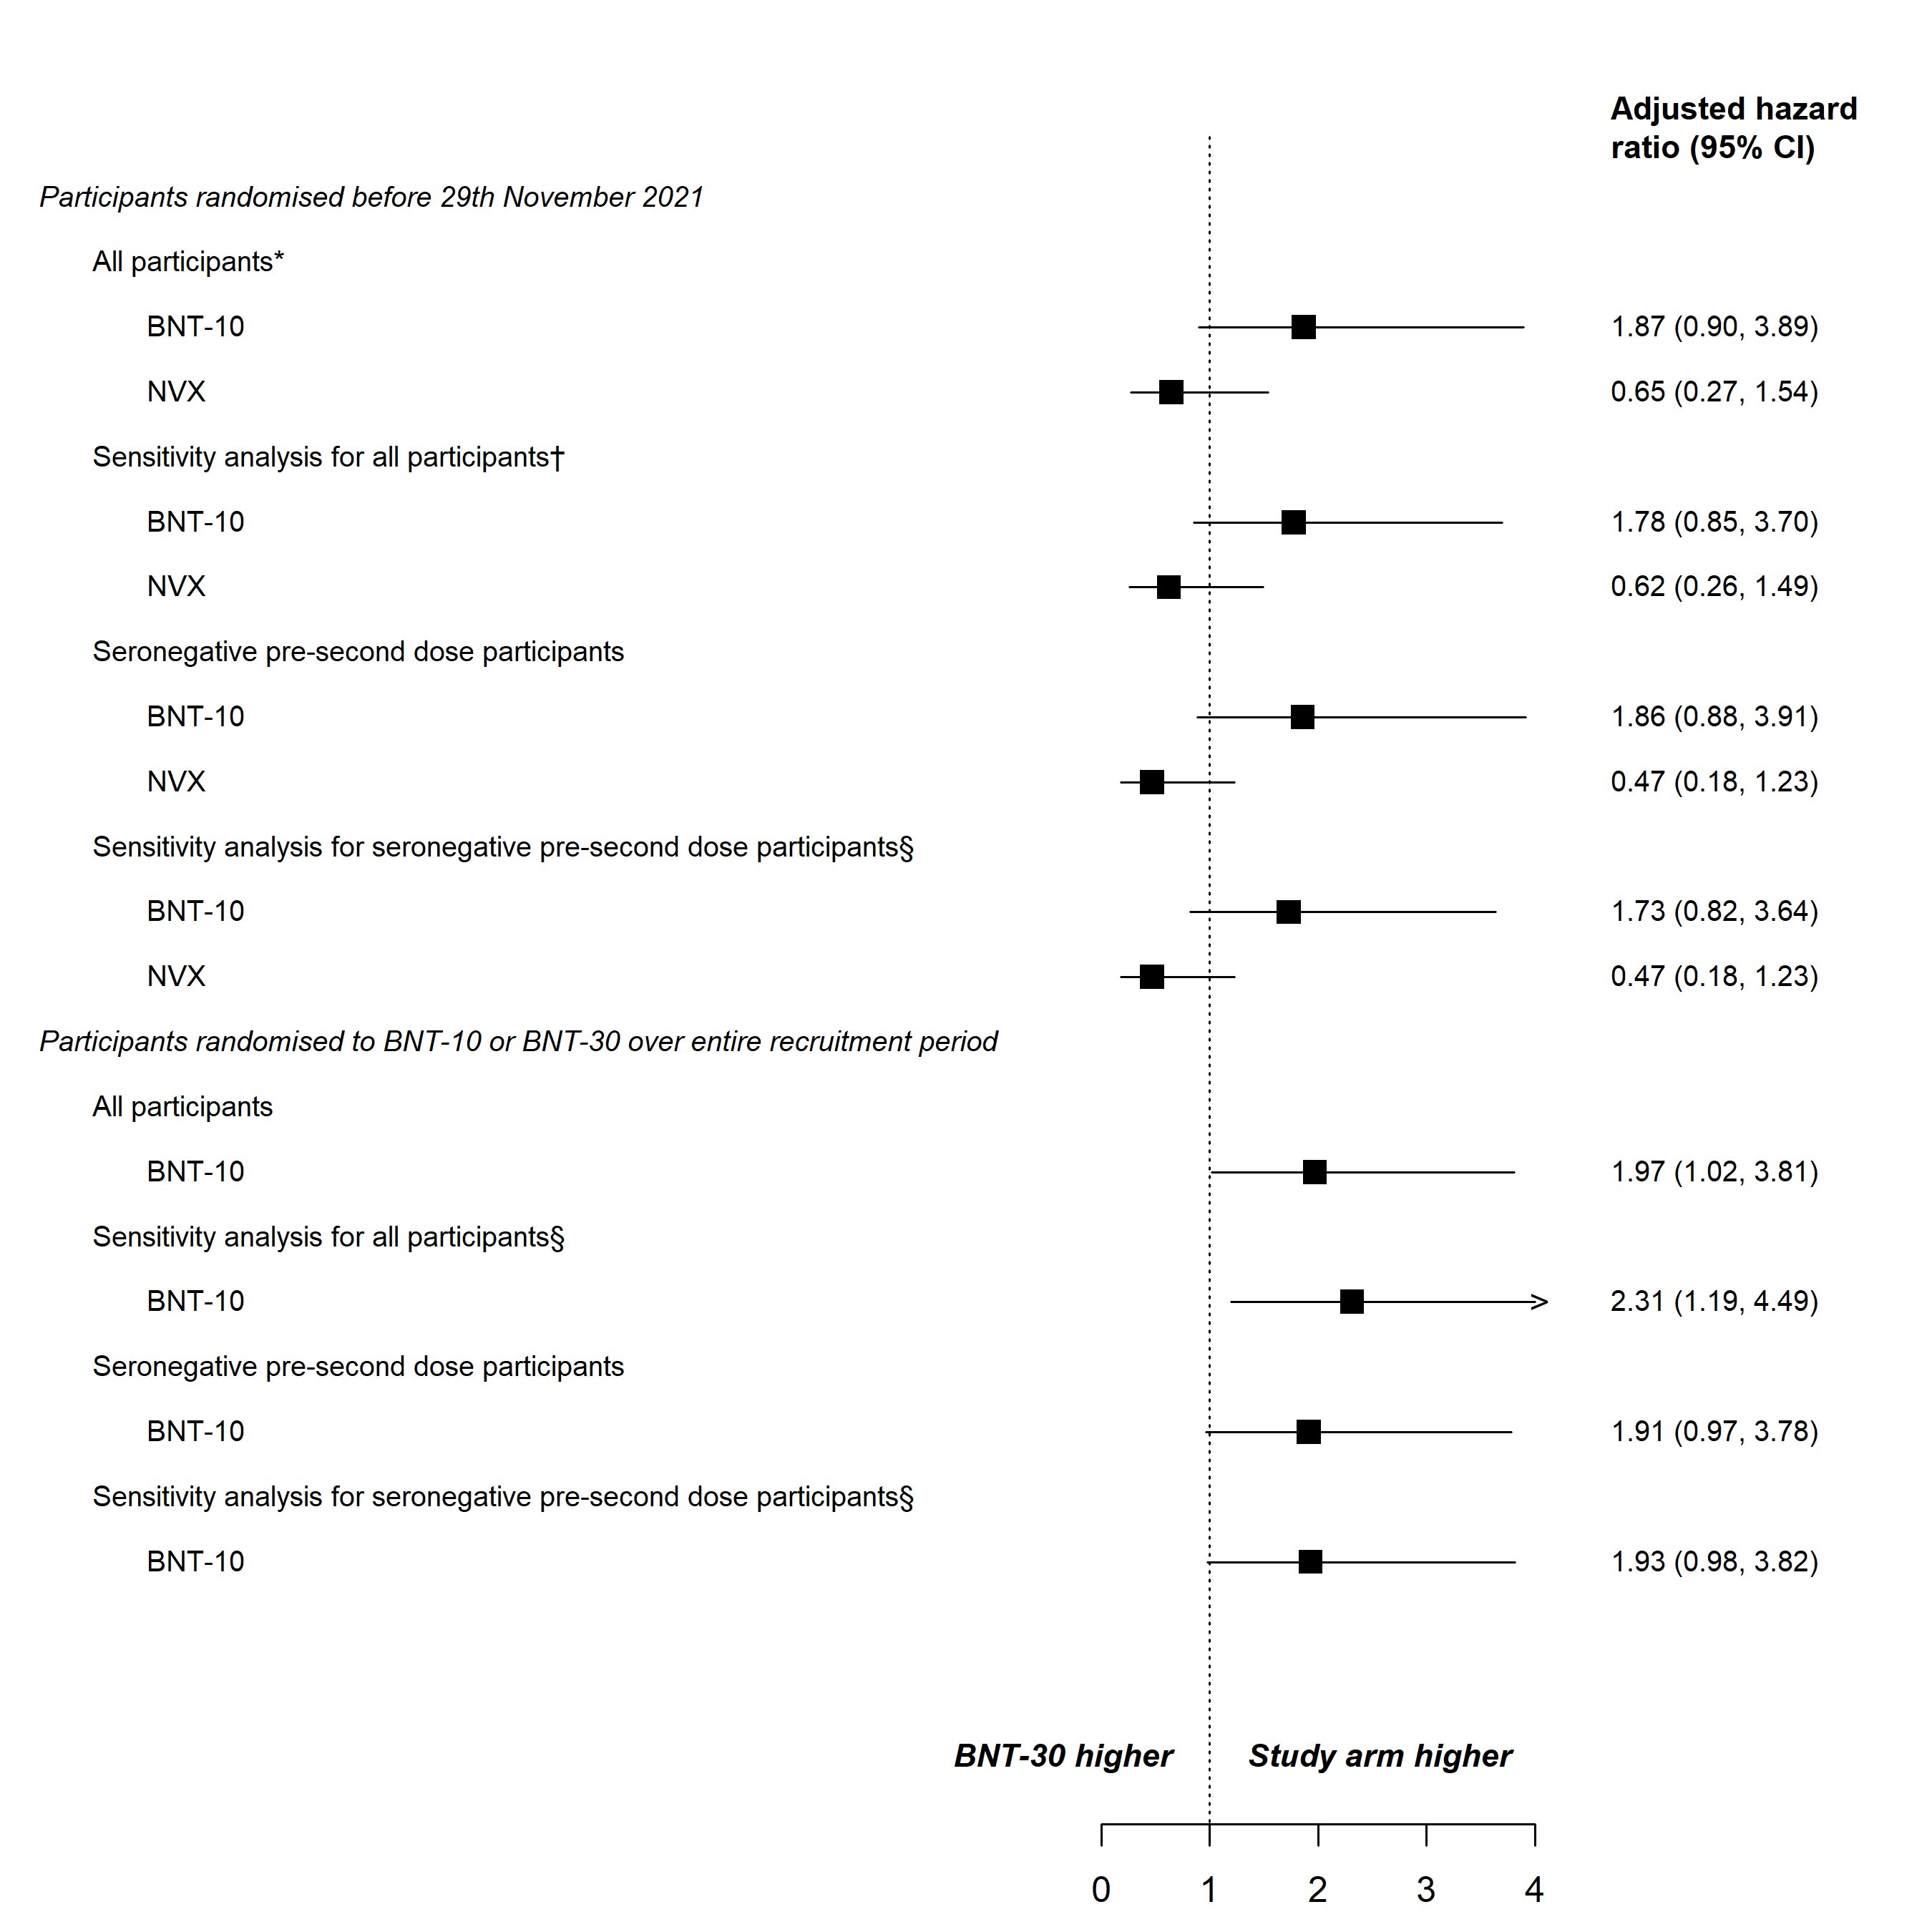 Adjusted hazard
ratio (95% CI)
Participants randomised before 29th November 2021
All participants*
BNT-10 1.87 (0.90, 3.89)
NVX 0.65 (0.27, 1.54)
Sensitivity analysis for all participants†
BNT-10 1.78 (0.85, 3.70)
NVX 0.62 (0.26, 1.49)
Seronegative pre-second dose participants
BNT-10 1.86 (0.88, 3.91)
NVX 0.47 (0.18, 1.23)
Sensitivity analysis for seronegative pre-second dose participants§
BNT-10 1.73 (0.82, 3.64)
NVX 0.47 (0.18, 1.23)
Participants randomised to BNT-10 or BNT-30 over entire recruitment period
All participants
BNT-10 1.97 (1.02, 3.81)
Sensitivity analysis for all participants§
BNT-10 2.31 (1.19, 4.49)
Seronegative pre-second dose participants
BNT-10 1.91 (0.97, 3.78)
Sensitivity analysis for seronegative pre-second dose participants§
BNT-10 1.93 (0.98, 3.82)
BNT-30 higher Study arm higher
0 1 2 3 4